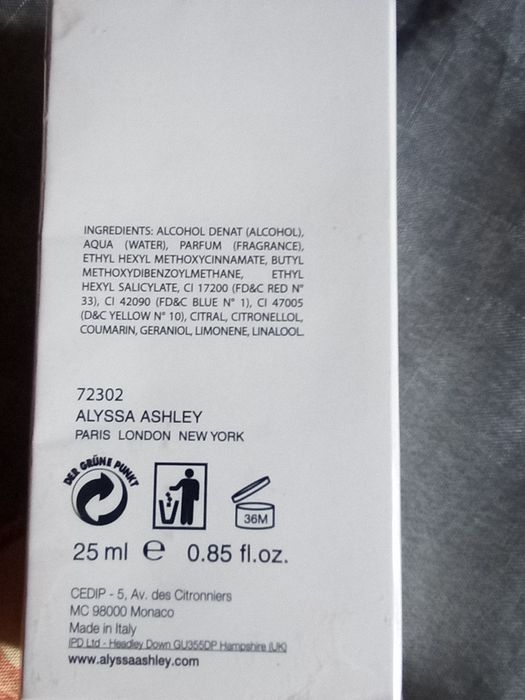 INGREDIENTS: ALCOHOL DENAT (ALCOHOL),
AQUA (WATER), PARFUM (FRAGRANCE),
ETHYL HEXYL METHOXYCINNAMATE, BUTYL
METHOXYDIBENZOYLMETHANE, ETHYL
HEXYL SALICYLATE, CI 17200 (FD&C RED N°
33), CI 42090 (FD&C BLUE N° 1), CI 47005
(D&C YELLOW N° 10), CITRAL, CITRONELLOL,
COUMARIN, GERANIOL, LIMONENE, LINALOOL.
72302
ALYSSA ASHLEY
PARIS LONDON NEW YORK
DER GRÜNE PUNKT
36M
25 ml e 0.85 fl.oz.
CEDIP - 5, Av. des Citronniers
MC 98000 Monaco
Made in Italy
IPD Ltd - Headley Down GU355DP Hampshire (UK)
www.alyssaashley.com